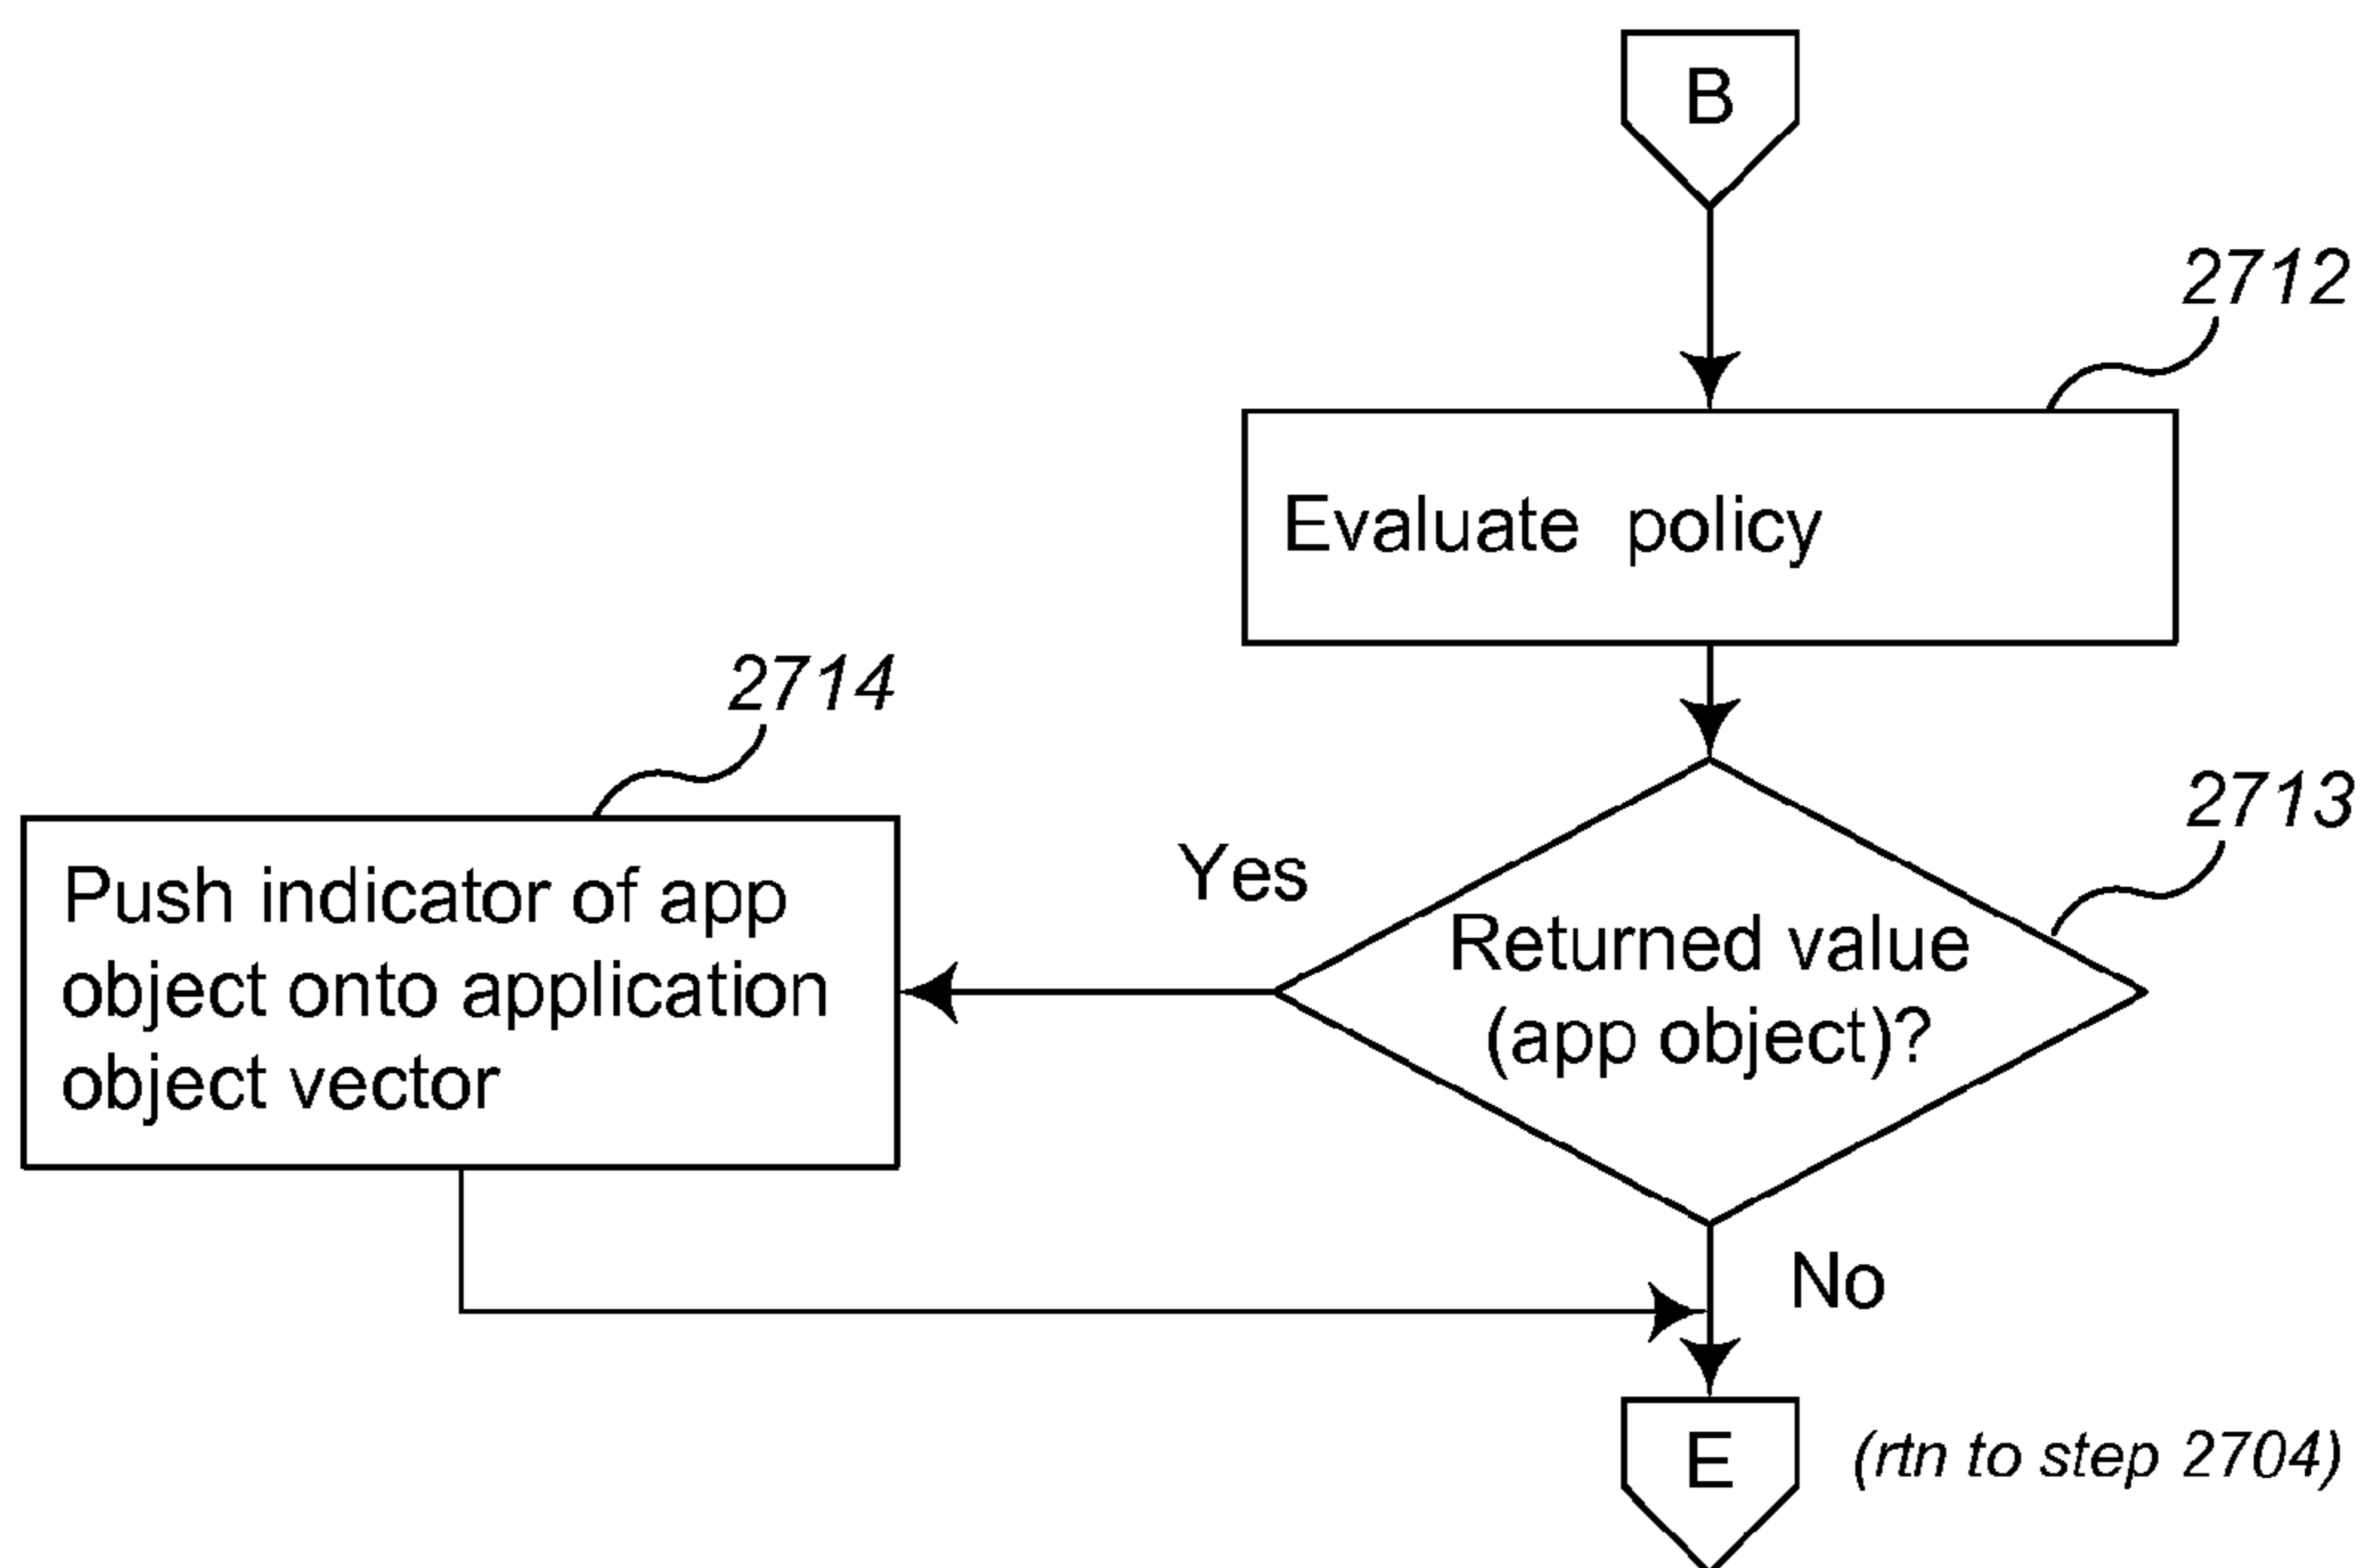 B
2712
Evaluate policy
2714
2713
Yes
Push indicator of app
object onto application
object vector
Returned value
(app object)?
No
E
(rtn to step 2704)